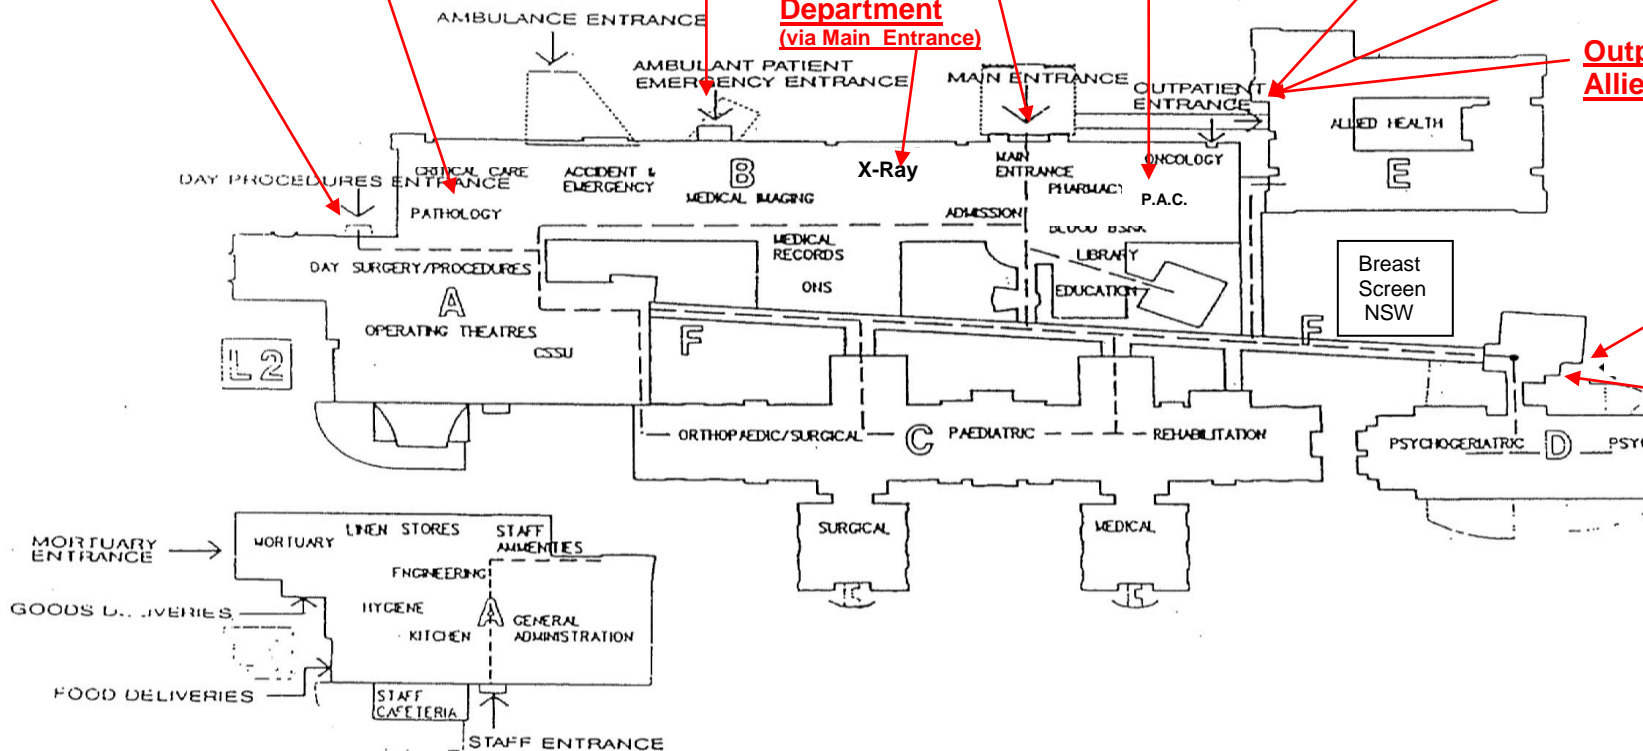 Department
(via Main Entrance)
AMBULANCE ENTRANCE
AMBULANT PATIENT
EMERGENCY ENTRANCE
MAIN ENTRANCE
OUTPATIENT
ENTRANCE
Outp
Allie
ALLIED HEALTH
E
CRITICAL CARE
DAY PROCEDURES ENTRANCE
PATHOLOGY
ACCIDENT &
EMERGENCY
B
MEDICAL IMAGING
X-Ray
MAIN
ENTRANCE
ONCOLOGY
PHARMACY
P.A.C.
ADMISSION
BLOOD BANK
MEDICAL
RECORDS
LIBRARY
ONS
EDUCATION
DAY SURGERY/PROCEDURES
A
OPERATING THEATRES
CSSU
L2
F
F
Breast
Screen
NSW
ORTHOPAEDIC/SURGICAL
C
PAEDIATRIC
REHABILITATION
PSYCHOGERIATRIC
D
PSY
SURGICAL
MEDICAL
MORTUARY
ENTRANCE
MORTUARY
LINEN STORES
STAFF
AMMENITIES
ENGINEERING
HYGIENE
A
KITCHEN
GENERAL
ADMINISTRATION
GOODS DELIVERIES
FOOD DELIVERIES
STAFF
CAFETERIA
STAFF ENTRANCE